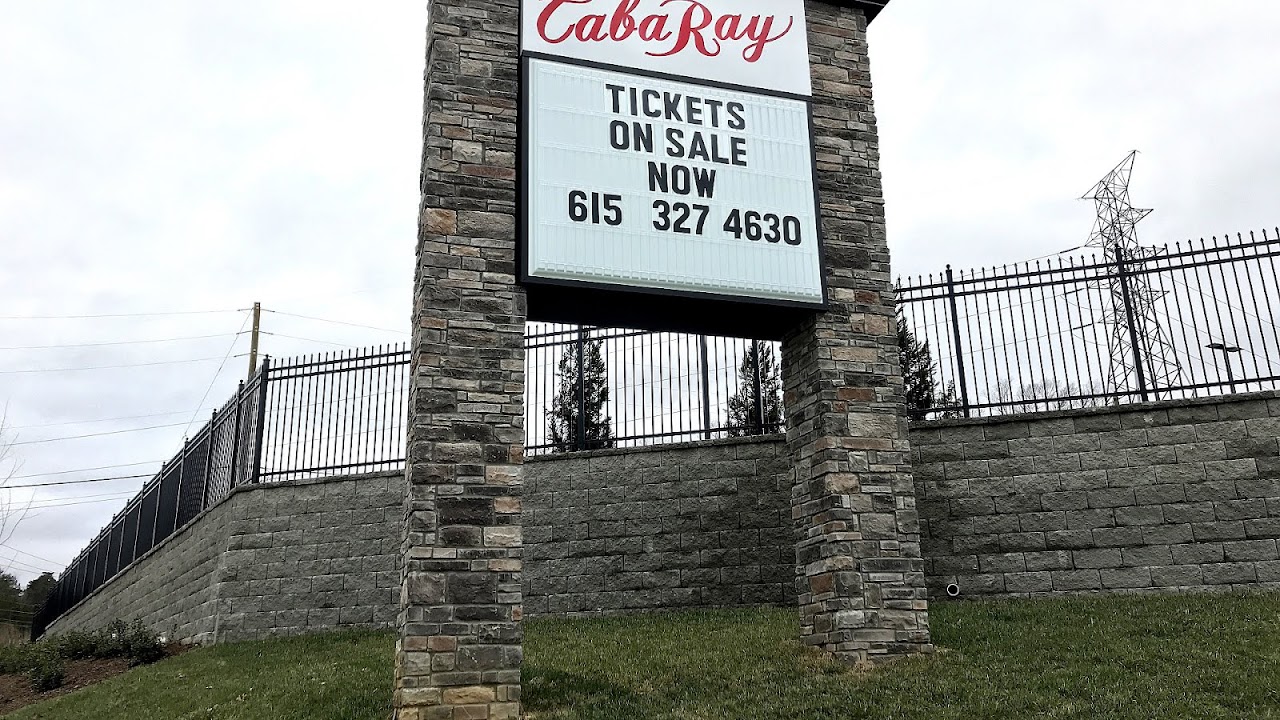 CabaRay
TICKETS
ON SALE
NOW
615 327 4630